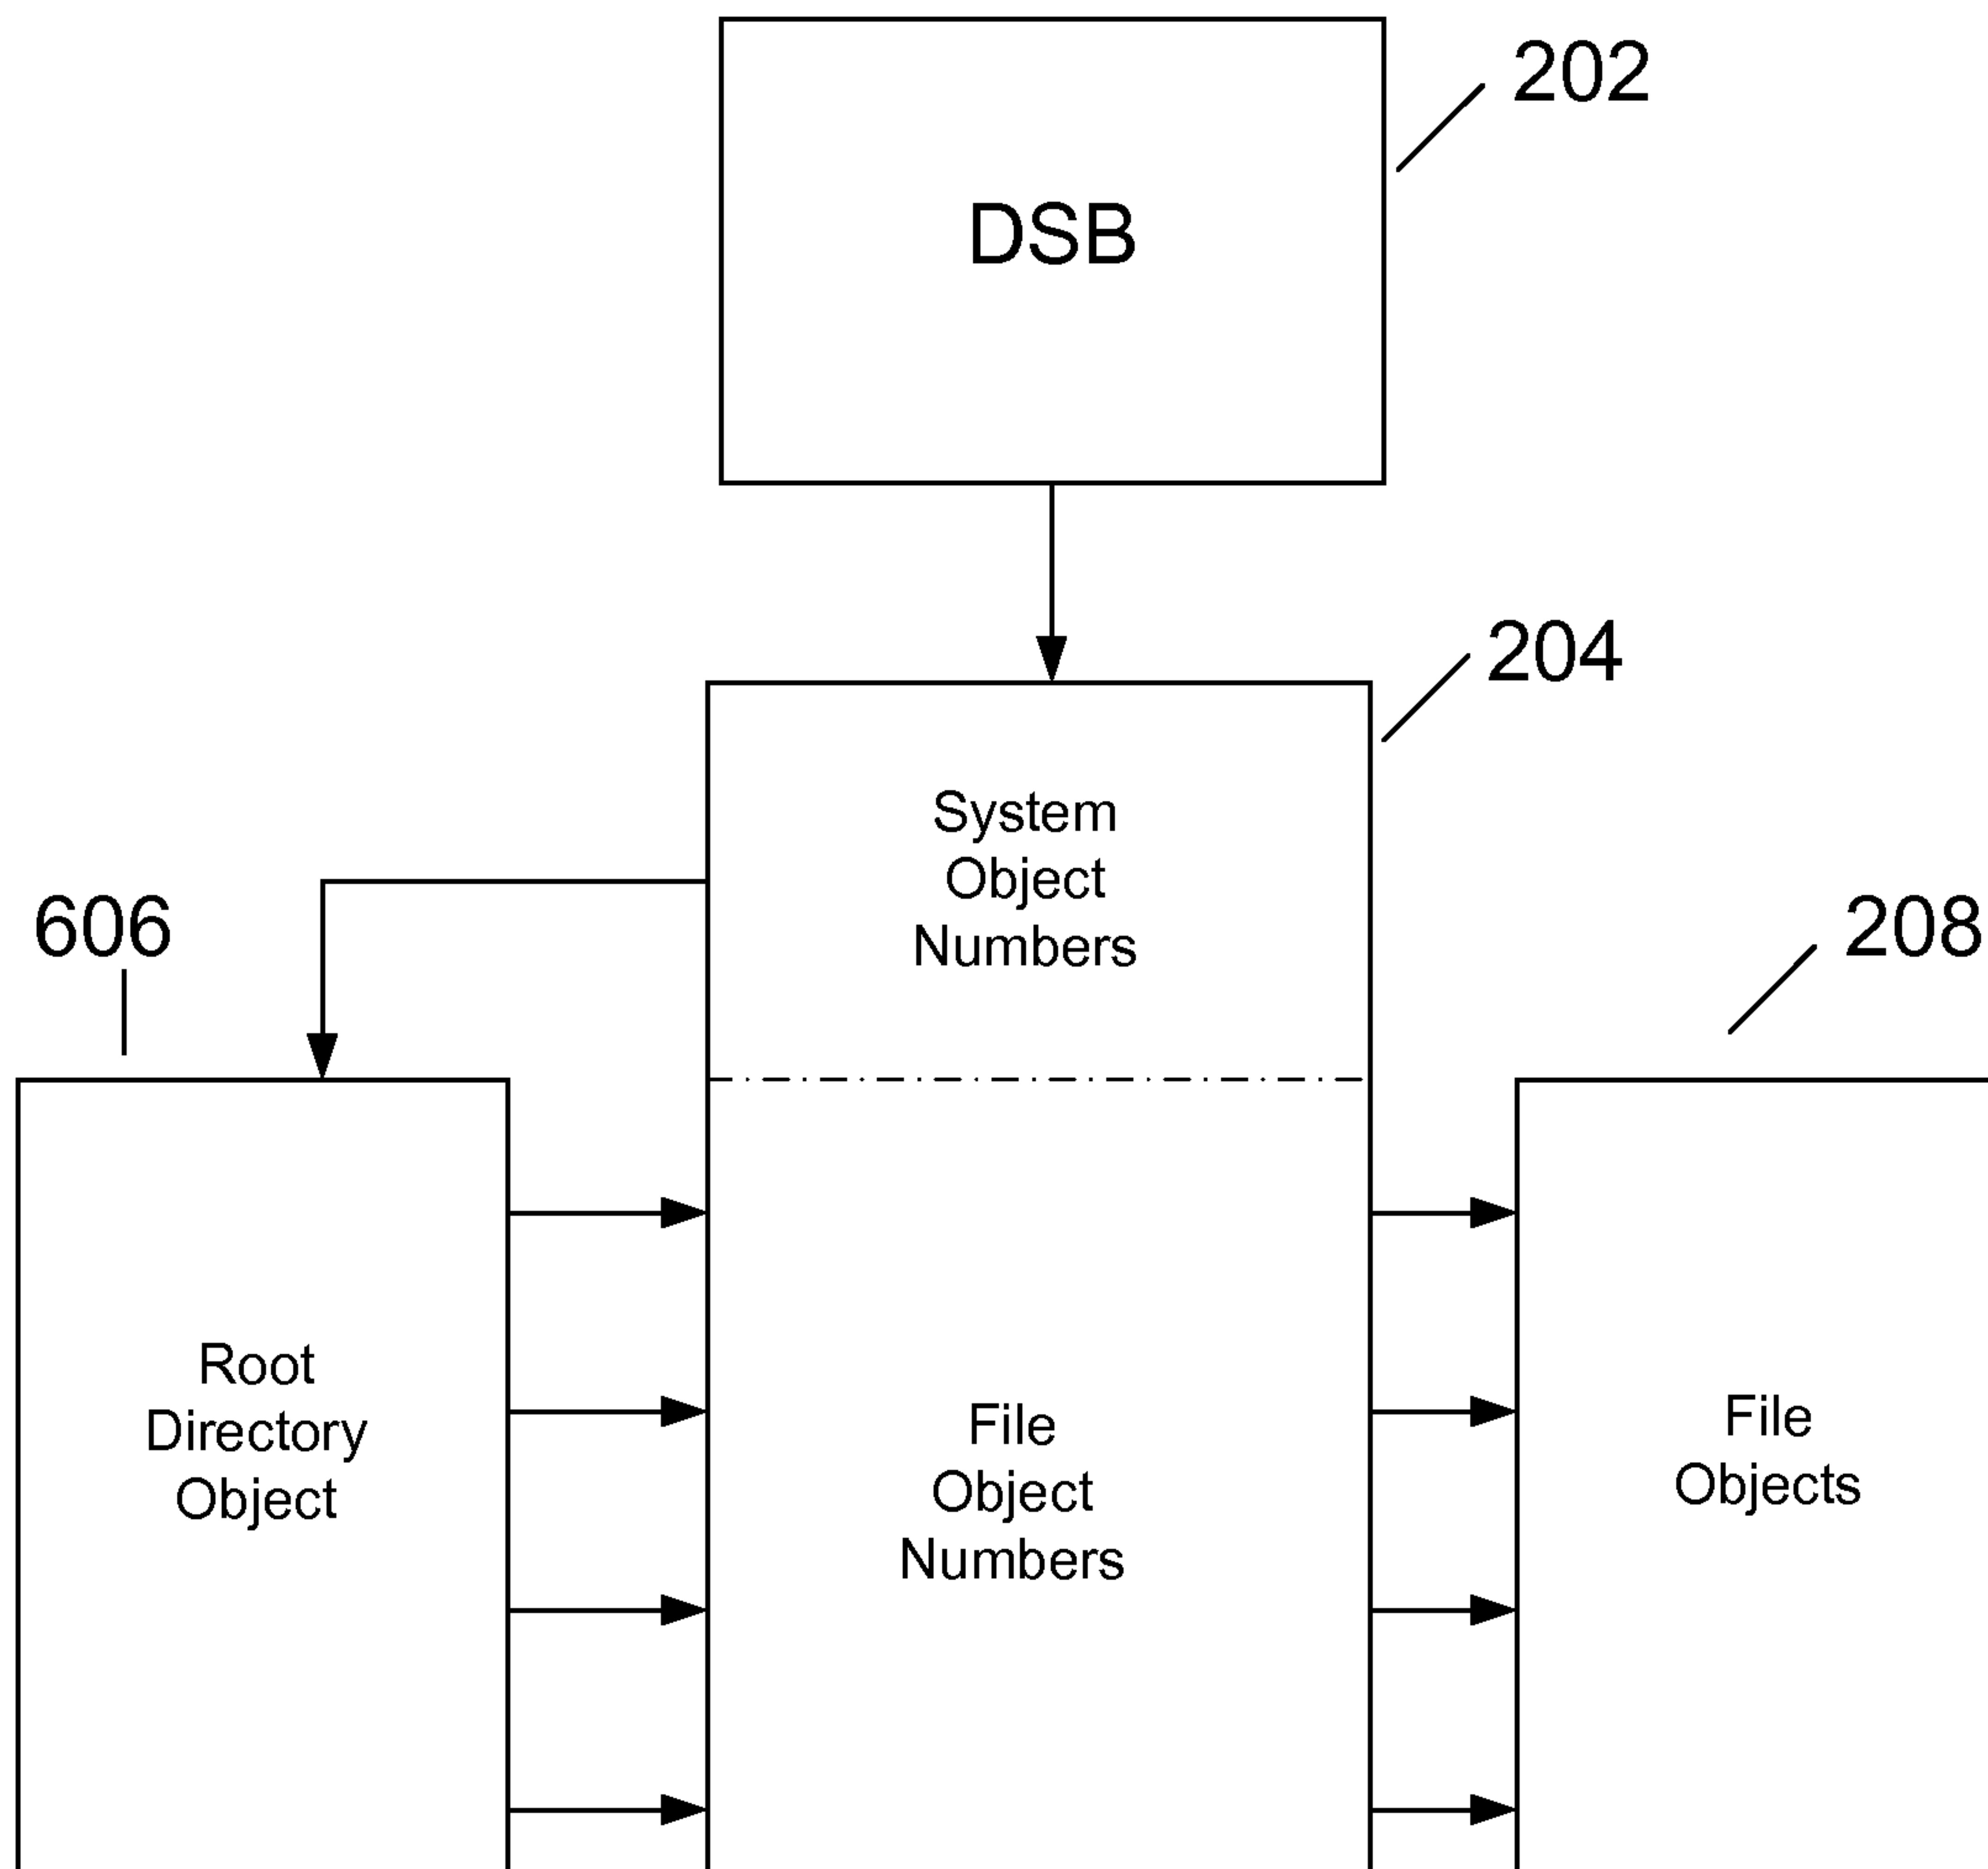 202
DSB
204
System
Object
Numbers
606
208
Root
Directory
Object
File
Object
Numbers
File
Objects